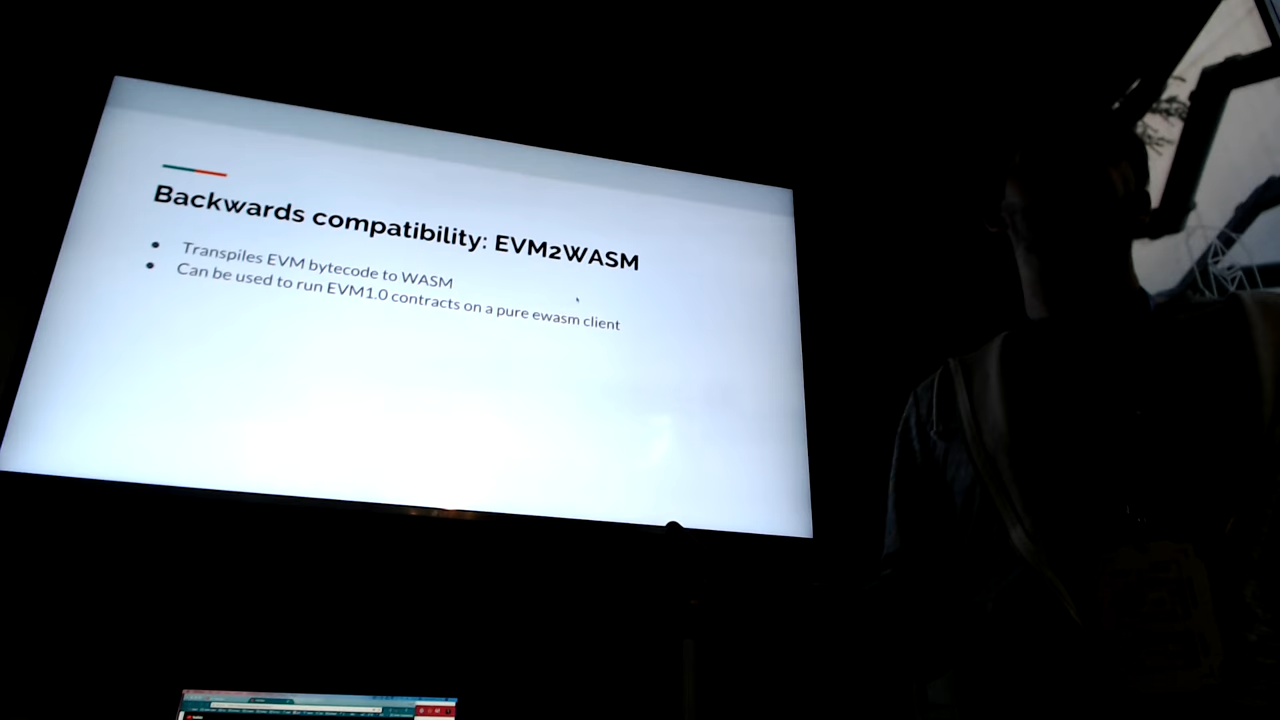 Backwards compatibility: EVM2WASM
Transpiles EVM bytecode to WASM
Can be used to run EVM1.0 contracts on a pure ewasm client